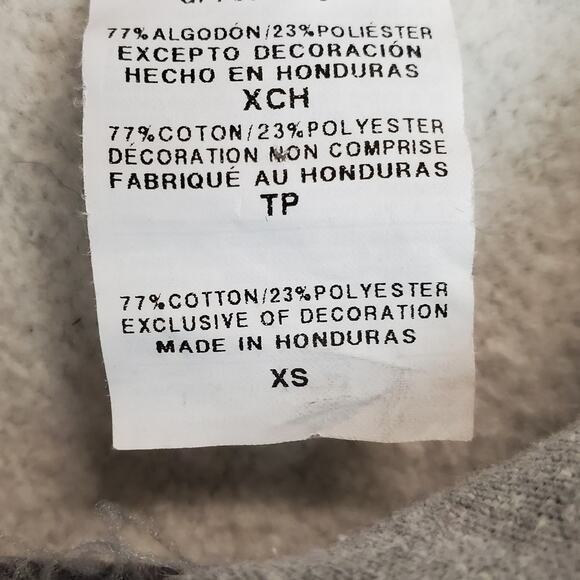 77%ALGODÓN/23%POLIÉSTER
EXCEPTO DECORACIÓN
HECHO EN HONDURAS
XCH
77%COTON/23%POLYESTER
DÉCORATION NON COMPRISE
FABRIQUÉ AU HONDURAS
TP
77%COTTON/23%POLYESTER
EXCLUSIVE OF DECORATION
MADE IN HONDURAS
XS